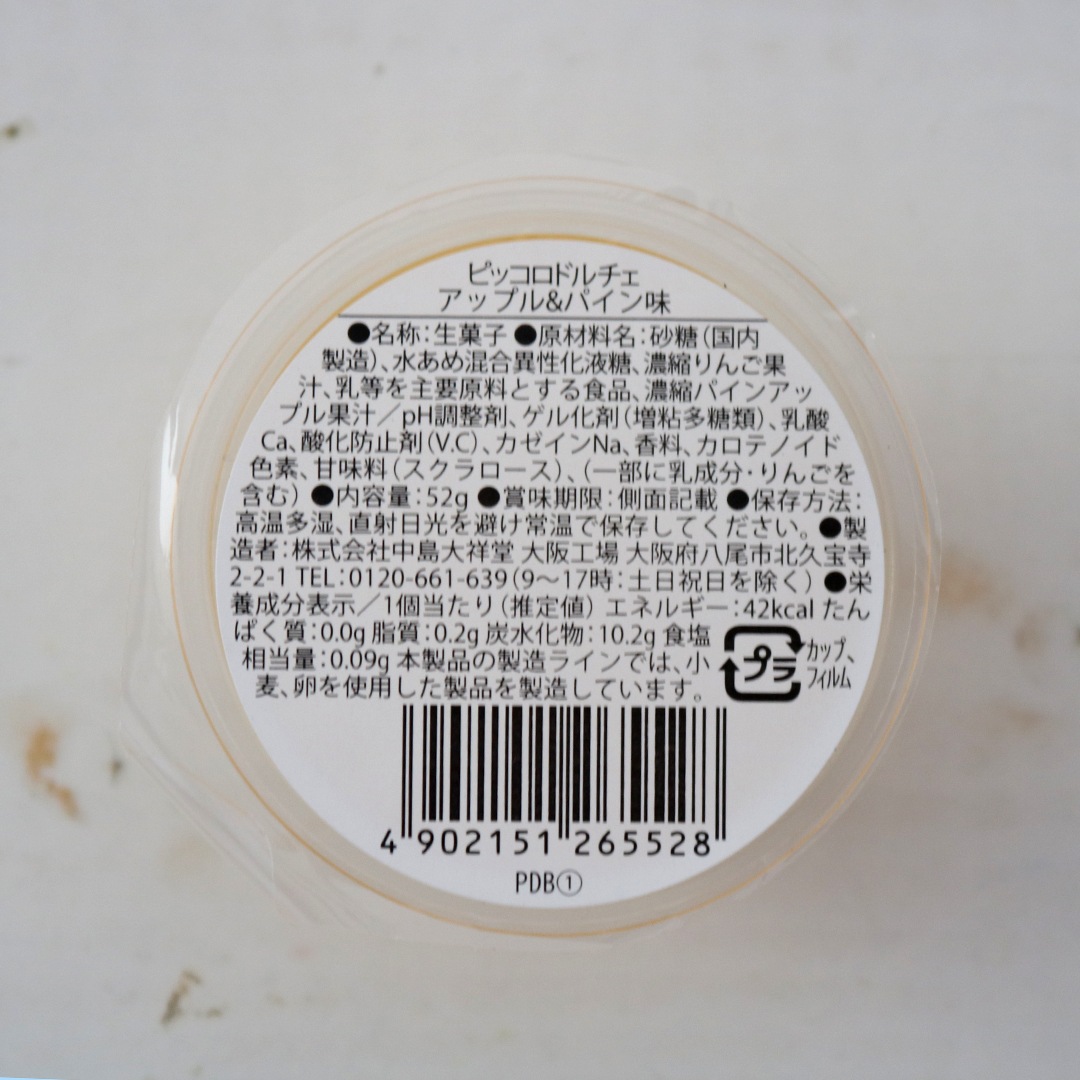 ピッコロドルチェ
アップル&パイン味
●名称：生菓子 ●原材料名：砂糖（国内
製造）、水あめ混合異性化液糖、濃縮りんご果
汁、乳等を主要原料とする食品、濃縮パインアッ
プル果汁／pH調整剤、ゲル化剤（増粘多糖類）、乳酸
Ca、酸化防止剤（V.C）、カゼインNa、香料、カロテノイド
色素、甘味料（スクラロース）、（一部に乳成分・りんごを
含む） ●内容量：52g ●賞味期限：側面記載 ●保存方法：
高温多湿、直射日光を避け常温で保存してください。 ●製
造者：株式会社中島大祥堂 大阪工場 大阪府八尾市北久宝寺
2-2-1 TEL：0120-661-639（9～17時：土日祝日を除く） ●栄
養成分表示／1個当たり（推定値） エネルギー：42kcal たん
ぱく質：0.0g 脂質：0.2g 炭水化物：10.2g 食塩
相当量：0.09g 本製品の製造ラインでは、小
麦、卵を使用した製品を製造しています。
プラ
カップ、
フィルム
4 902151 265528
PDB①